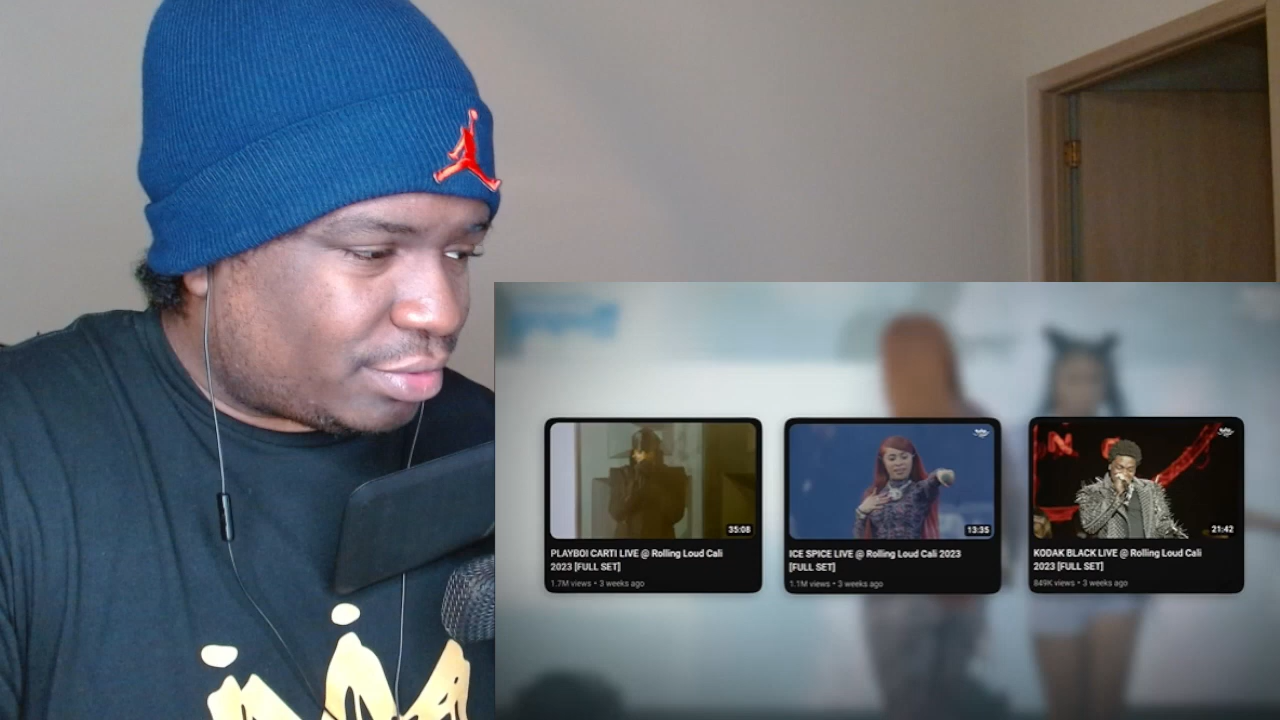 35:08
PLAYBOI CARTI LIVE @ Rolling Loud Cali
2023 [FULL SET]
1.7M views • 3 weeks ago
13:35
ICE SPICE LIVE @ Rolling Loud Cali 2023
[FULL SET]
1.1M views • 3 weeks ago
21:42
KODAK BLACK LIVE @ Rolling Loud Cali
2023 [FULL SET]
849K views • 3 weeks ago